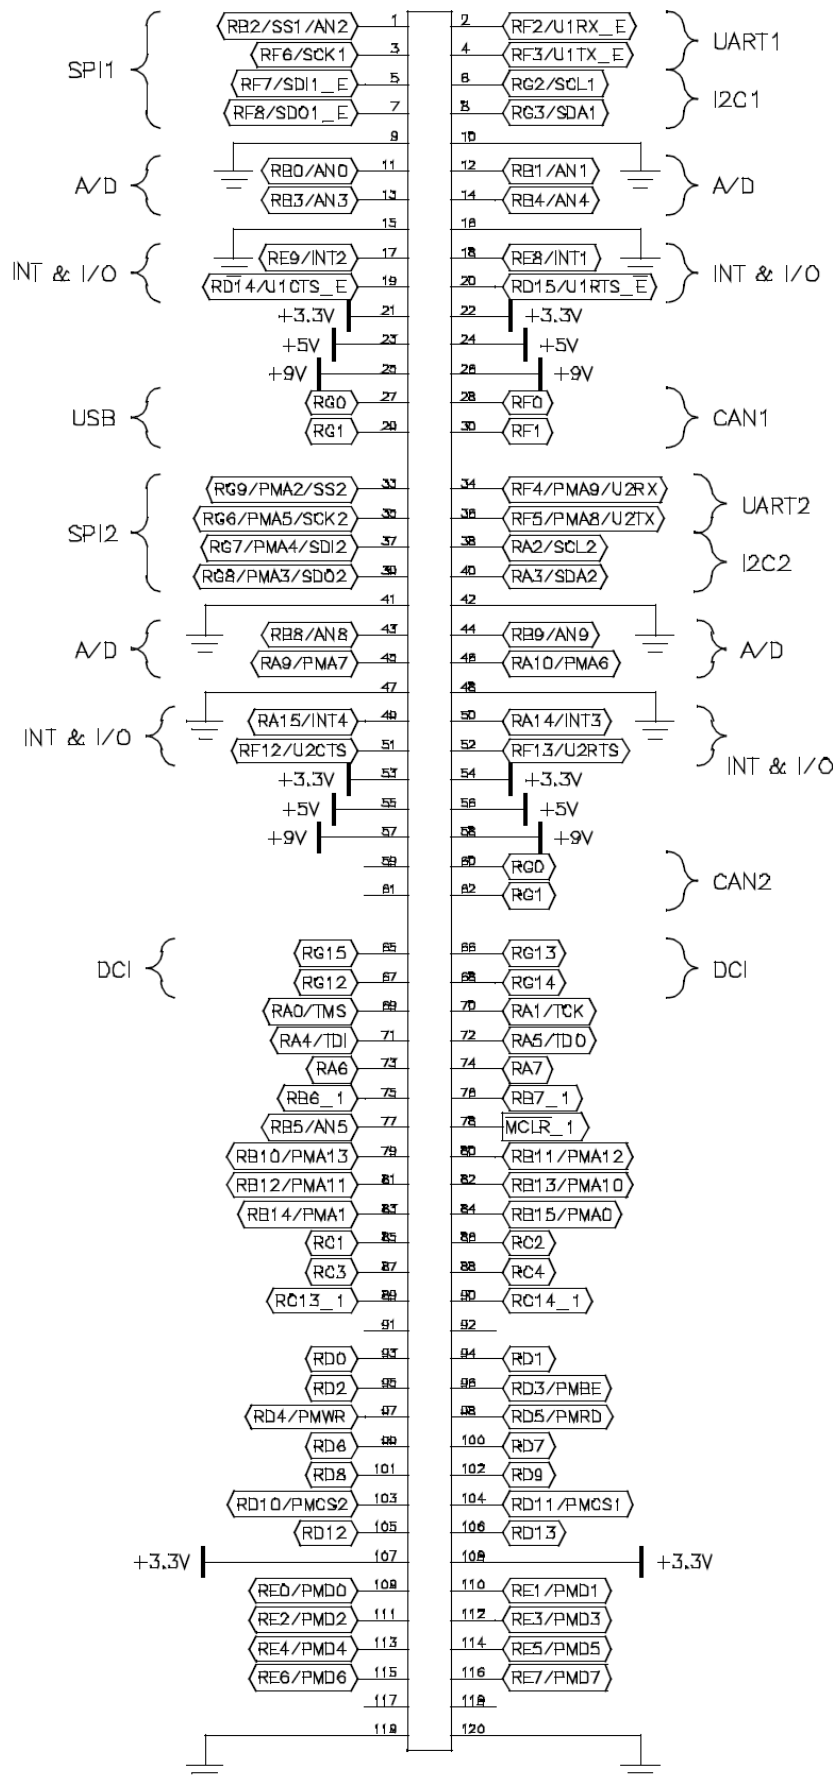 RB2/SS1/AN2 1 2 RF2/U1RX_E
UART1
RF6/SCK1 3 4 RF3/U1TX_E
SPI1
RF7/SDI1_E 5 6 RG2/SCL1
I2C1
RF8/SDO1_E 7 8 RG3/SDA1
9 10
RB0/AN0 11 12 RB1/AN1
A/D A/D
RB3/AN3 13 14 RB4/AN4
15 16
RE9/INT2 17 18 RE8/INT1
INT & I/O INT & I/O
RD14/U1CTS_E 19 20 RD15/U1RTS_E
+3.3V 21 22 +3.3V
+5V 23 24 +5V
+9V 25 26 +9V
RG0 27 28 RF0
USB CAN1
RG1 29 30 RF1
RG9/PMA2/SS2 33 34 RF4/PMA9/U2RX
UART2
RG6/PMA5/SCK2 35 36 RF5/PMA8/U2TX
SPI2
RG7/PMA4/SDI2 37 38 RA2/SCL2
I2C2
RG8/PMA3/SDO2 39 40 RA3/SDA2
41 42
RB8/AN8 43 44 RB9/AN9
A/D A/D
RA9/PMA7 45 46 RA10/PMA6
47 48
RA15/INT4 49 50 RA14/INT3
INT & I/O
RF12/U2CTS 51 52 RF13/U2RTS
INT & I/O
+3.3V 53 54 +3.3V
+5V 55 56 +5V
+9V 57 58 +9V
59 60 RG0
CAN2
61 62 RG1
RG15 65 66 RG13
DCI DCI
RG12 67 68 RG14
RA0/TMS 69 70 RA1/TCK
RA4/TDI 71 72 RA5/TDO
RA6 73 74 RA7
RB6_1 75 76 RB7_1
RB5/AN5 77 78 MCLR_1
RB10/PMA13 79 80 RB11/PMA12
RB12/PMA11 81 82 RB13/PMA10
RB14/PMA1 83 84 RB15/PMA0
RC1 85 86 RC2
RC3 87 88 RC4
RC13_1 89 90 RC14_1
91 92
RD0 93 94 RD1
RD2 95 96 RD3/PMBE
RD4/PMWR 97 98 RD5/PMRD
RD6 99 100 RD7
RD8 101 102 RD9
RD10/PMCS2 103 104 RD11/PMCS1
RD12 105 106 RD13
+3.3V 107 108 +3.3V
RE0/PMD0 109 110 RE1/PMD1
RE2/PMD2 111 112 RE3/PMD3
RE4/PMD4 113 114 RE5/PMD5
RE6/PMD6 115 116 RE7/PMD7
117 118
119 120